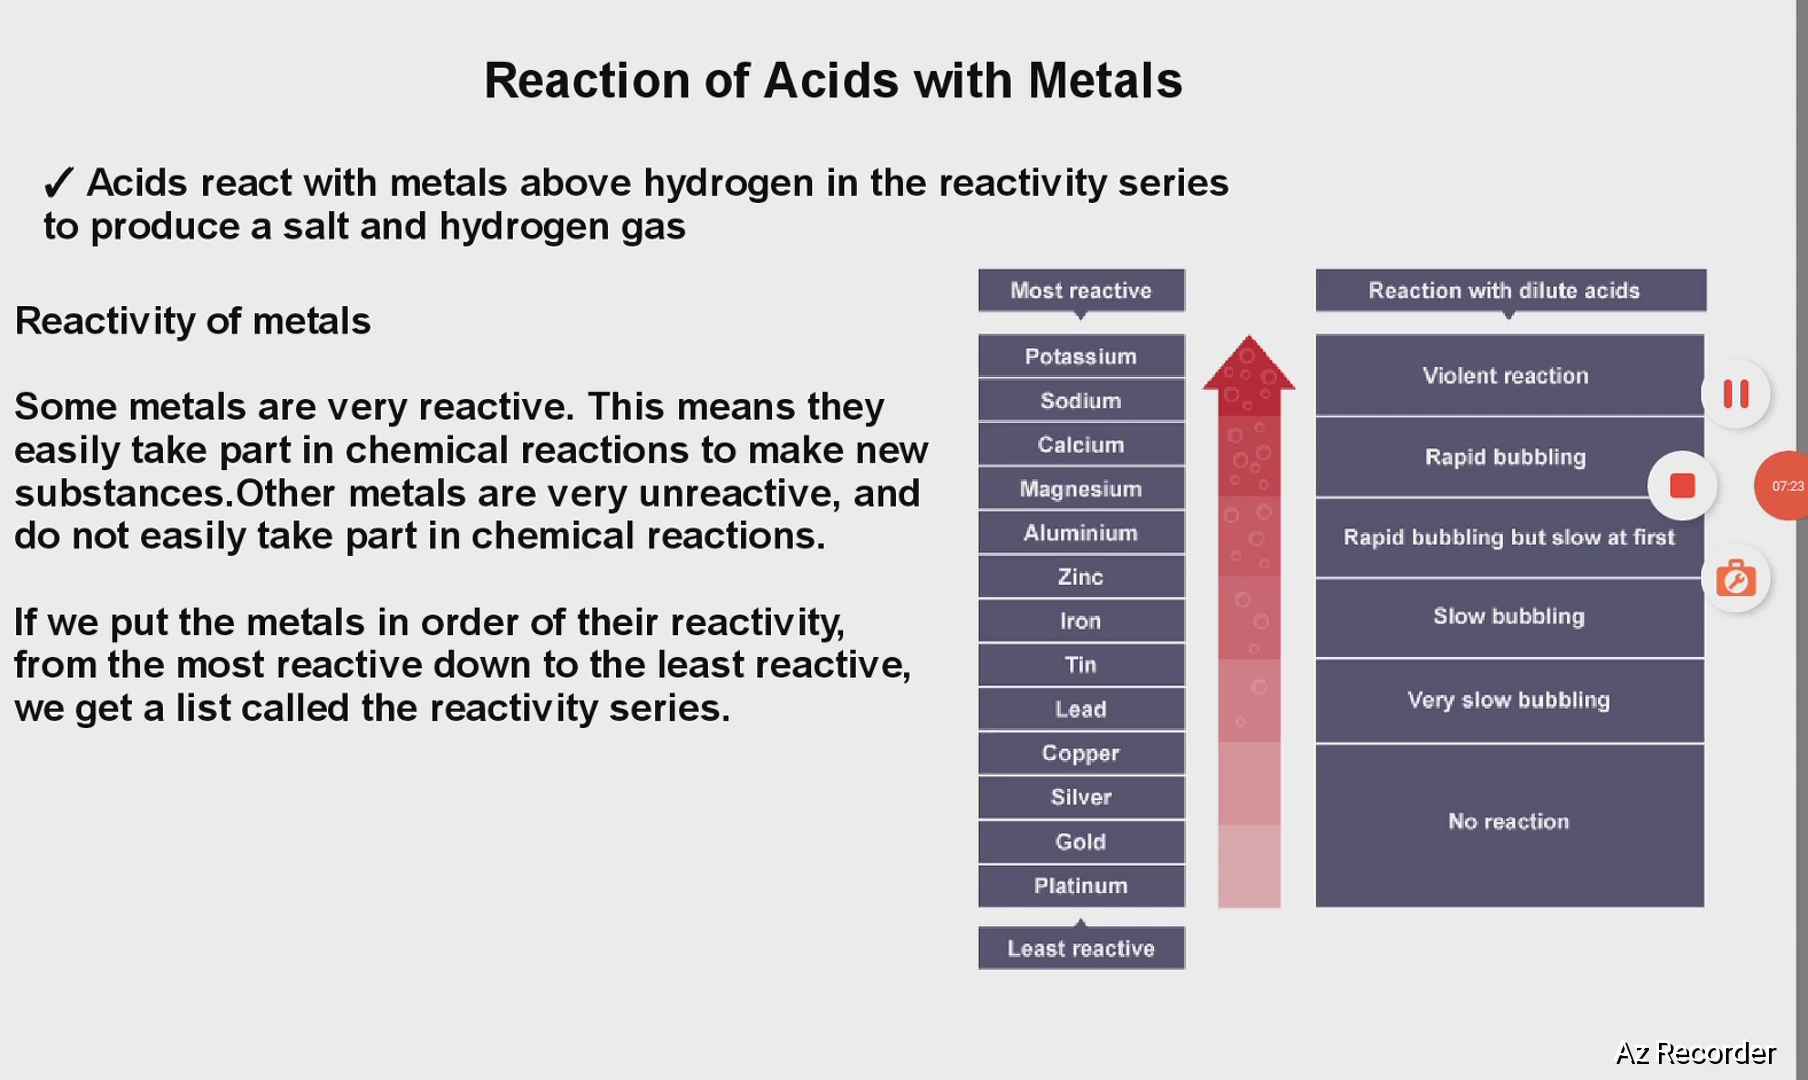 Reaction of Acids with Metals
✓ Acids react with metals above hydrogen in the reactivity series
to produce a salt and hydrogen gas
Reactivity of metals
Some metals are very reactive. This means they
easily take part in chemical reactions to make new
substances.Other metals are very unreactive, and
do not easily take part in chemical reactions.
If we put the metals in order of their reactivity,
from the most reactive down to the least reactive,
we get a list called the reactivity series.
Most reactive
Potassium
Sodium
Calcium
Magnesium
Aluminium
Zinc
Iron
Tin
Lead
Copper
Silver
Gold
Platinum
Least reactive
Reaction with dilute acids
Violent reaction
Rapid bubbling
Rapid bubbling but slow at first
Slow bubbling
Very slow bubbling
No reaction
07:23
Az Recorder